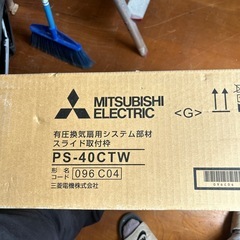 MITSUBISHI
ELECTRIC
<G>
有圧換気扇用システム部材
スライド取付枠
PS-40CTW
形名コード 096 C04
三菱電機株式会社